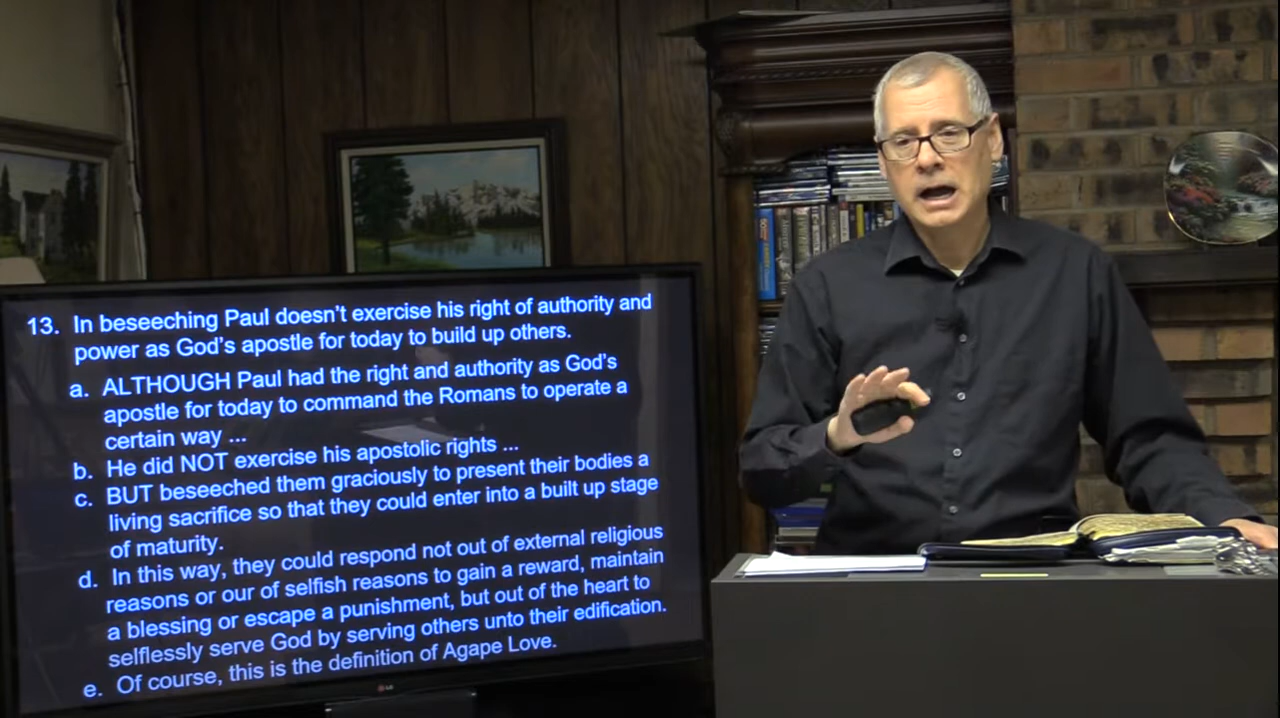 13. In beseeching Paul doesn't exercise his right of authority and
power as God's apostle for today to build up others.
a. ALTHOUGH Paul had the right and authority as God's
apostle for today to command the Romans to operate a
certain way ...
b. He did NOT exercise his apostolic rights ...
c. BUT beseeched them graciously to present their bodies a
living sacrifice so that they could enter into a built up stage
of maturity.
d. In this way, they could respond not out of external religious
reasons or our of selfish reasons to gain a reward, maintain
a blessing or escape a punishment, but out of the heart to
selflessly serve God by serving others unto their edification.
e. Of course, this is the definition of Agape Love.
LG